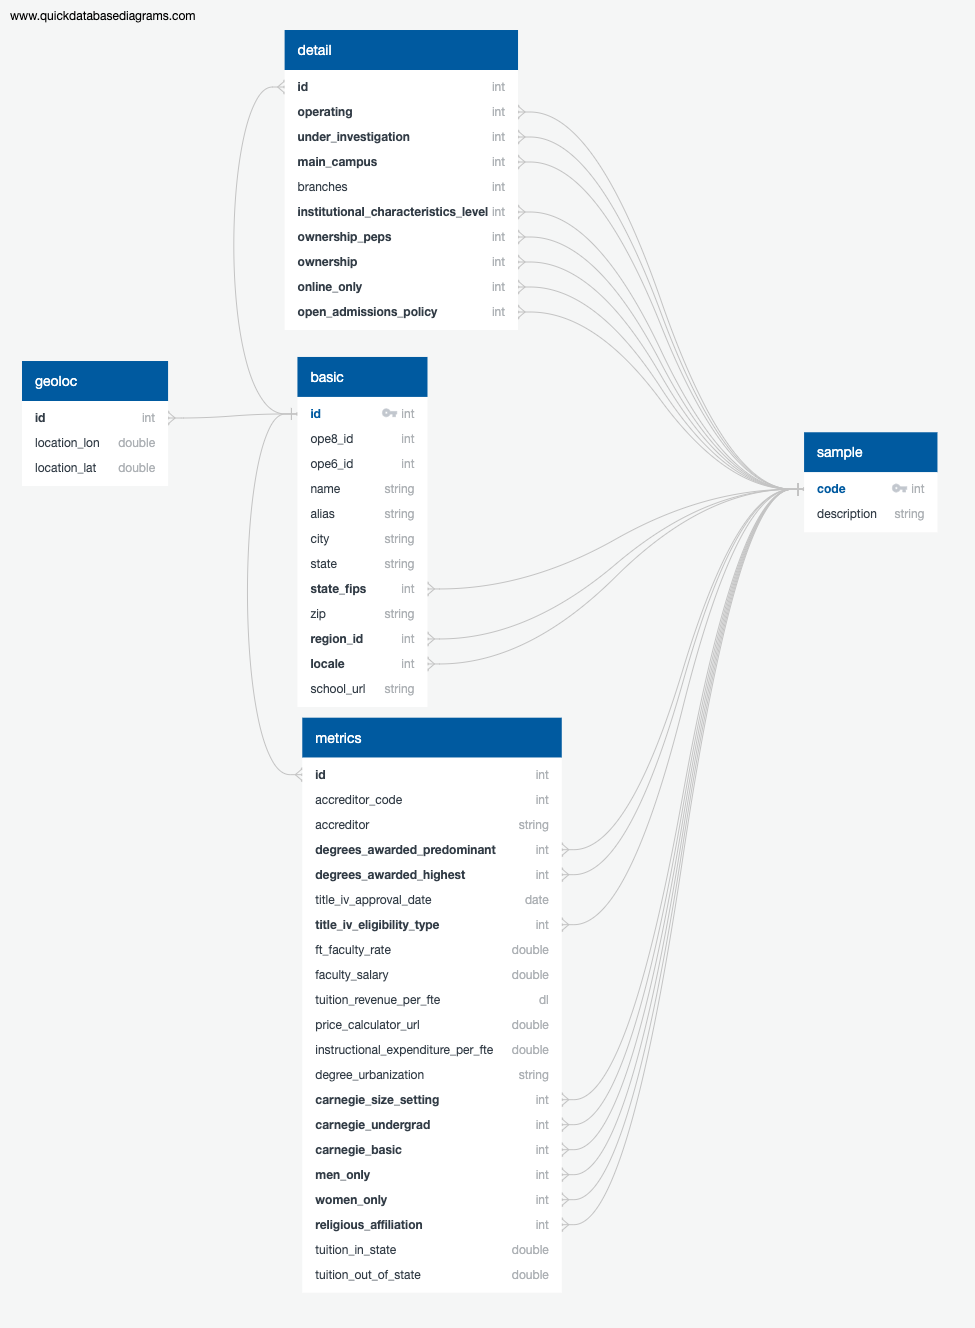 www.quickdatabasediagrams.com
detail
id int
operating int
under_investigation int
main_campus int
branches int
institutional_characteristics_level int
ownership_peps int
ownership int
online_only int
open_admissions_policy int
geoloc
id int
location_lon double
location_lat double
basic
id int
ope8_id int
ope6_id int
name string
alias string
city string
state string
state_fips int
zip string
region_id int
locale int
school_url string
sample
code int
description string
metrics
id int
accreditor_code int
accreditor string
degrees_awarded_predominant int
degrees_awarded_highest int
title_iv_approval_date date
title_iv_eligibility_type int
ft_faculty_rate double
faculty_salary double
tuition_revenue_per_fte dl
price_calculator_url double
instructional_expenditure_per_fte double
degree_urbanization string
carnegie_size_setting int
carnegie_undergrad int
carnegie_basic int
men_only int
women_only int
religious_affiliation int
tuition_in_state double
tuition_out_of_state double